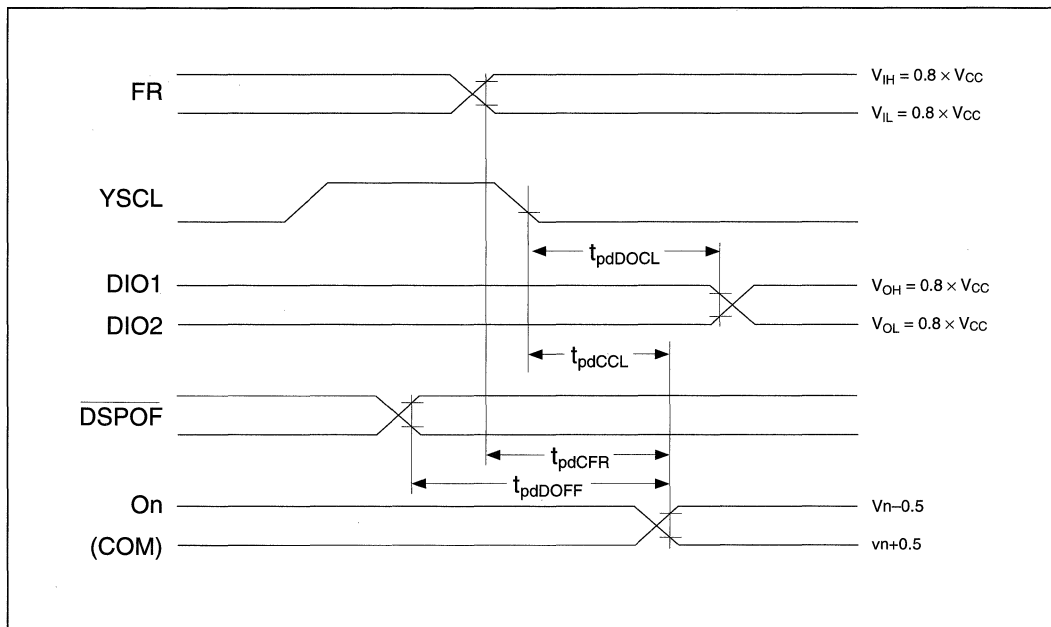 FR
V_IH = 0.8 × V_CC
V_IL = 0.8 × V_CC
YSCL
t_pdDOCL
DIO1
V_OH = 0.8 × V_CC
DIO2
V_OL = 0.8 × V_CC
t_pdCCL
DSPOF
t_pdCFR
t_pdDOFF
On
Vn–0.5
(COM)
vn+0.5